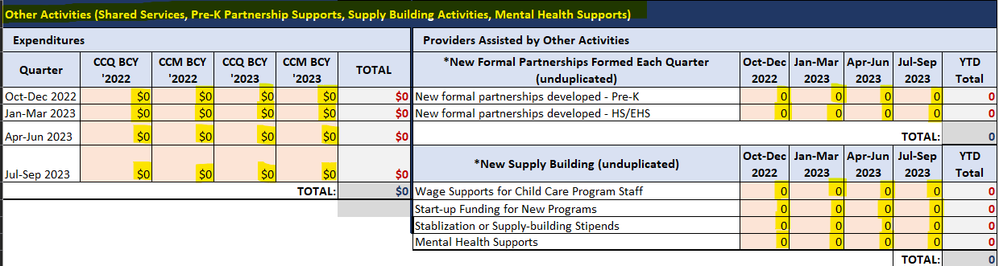 Other Activities (Shared Services, Pre-K Partnership Supports, Supply Building Activities, Mental Health Supports)
Expenditures
Quarter CCQ BCY '2022 CCM BCY '2022 CCQ BCY '2023 CCM BCY '2023 TOTAL
Oct-Dec 2022 $0 $0 $0 $0 $0
Jan-Mar 2023 $0 $0 $0 $0 $0
Apr-Jun 2023 $0 $0 $0 $0 $0
Jul-Sep 2023 $0 $0 $0 $0 $0
TOTAL: $0
Providers Assisted by Other Activities
*New Formal Partnerships Formed Each Quarter (unduplicated) Oct-Dec 2022 Jan-Mar 2023 Apr-Jun 2023 Jul-Sep 2023 YTD Total
New formal partnerships developed - Pre-K 0 0 0 0 0
New formal partnerships developed - HS/EHS 0 0 0 0 0
TOTAL: 0
*New Supply Building (unduplicated) Oct-Dec 2022 Jan-Mar 2023 Apr-Jun 2023 Jul-Sep 2023 YTD Total
Wage Supports for Child Care Program Staff 0 0 0 0 0
Start-up Funding for New Programs 0 0 0 0 0
Stablization or Supply-building Stipends 0 0 0 0 0
Mental Health Supports 0 0 0 0 0
TOTAL: 0